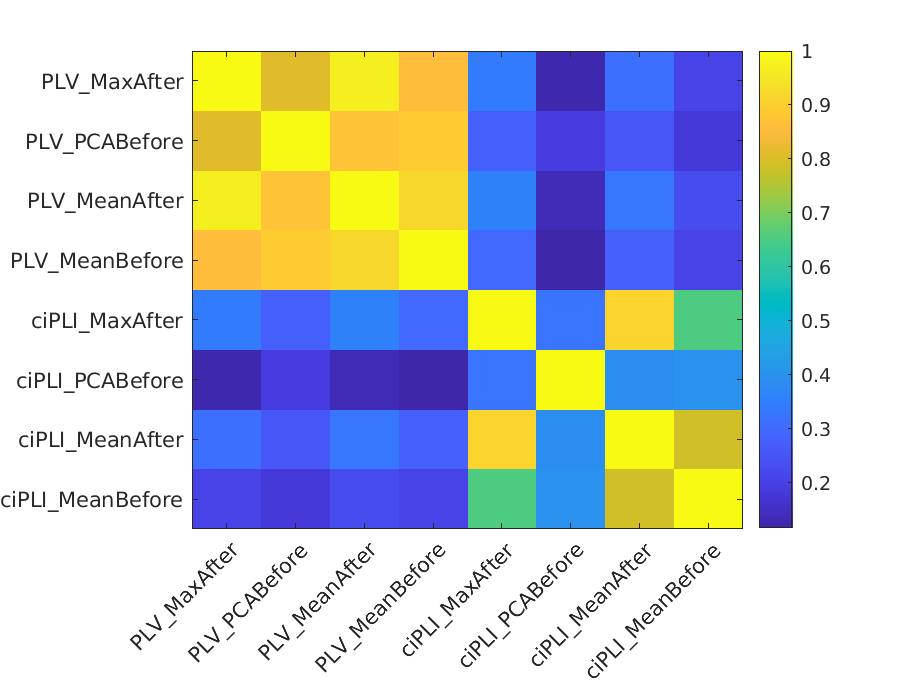 PLV_MaxAfter
PLV_PCABefore
PLV_MeanAfter
PLV_MeanBefore
ciPLI_MaxAfter
ciPLI_PCABefore
ciPLI_MeanAfter
ciPLI_MeanBefore
1
0.9
0.8
0.7
0.6
0.5
0.4
0.3
0.2
PLV_MaxAfter
PLV_PCABefore
PLV_MeanAfter
PLV_MeanBefore
ciPLI_MaxAfter
ciPLI_PCABefore
ciPLI_MeanAfter
ciPLI_MeanBefore